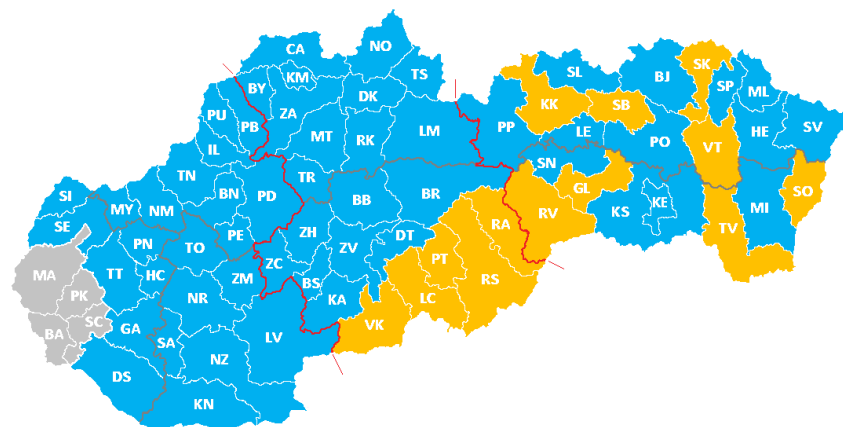 CA
NO
KM
TS
BY
DK
PU
PB
ZA
MT
RK
LM
IL
TN
TR
BN
PD
BB
BR
SI
SE
MY
NM
PE
ZH
DT
PN
TO
ZC
ZV
MA
TT
HC
ZM
BS
KA
PK
NR
SC
BA
GA
SA
LV
VK
DS
NZ
KN
LC
PT
RS
RA
RV
SL
BJ
SK
SP
ML
KK
SB
PP
LE
PO
VT
HE
SV
SN
GL
KS
KE
TV
MI
SO